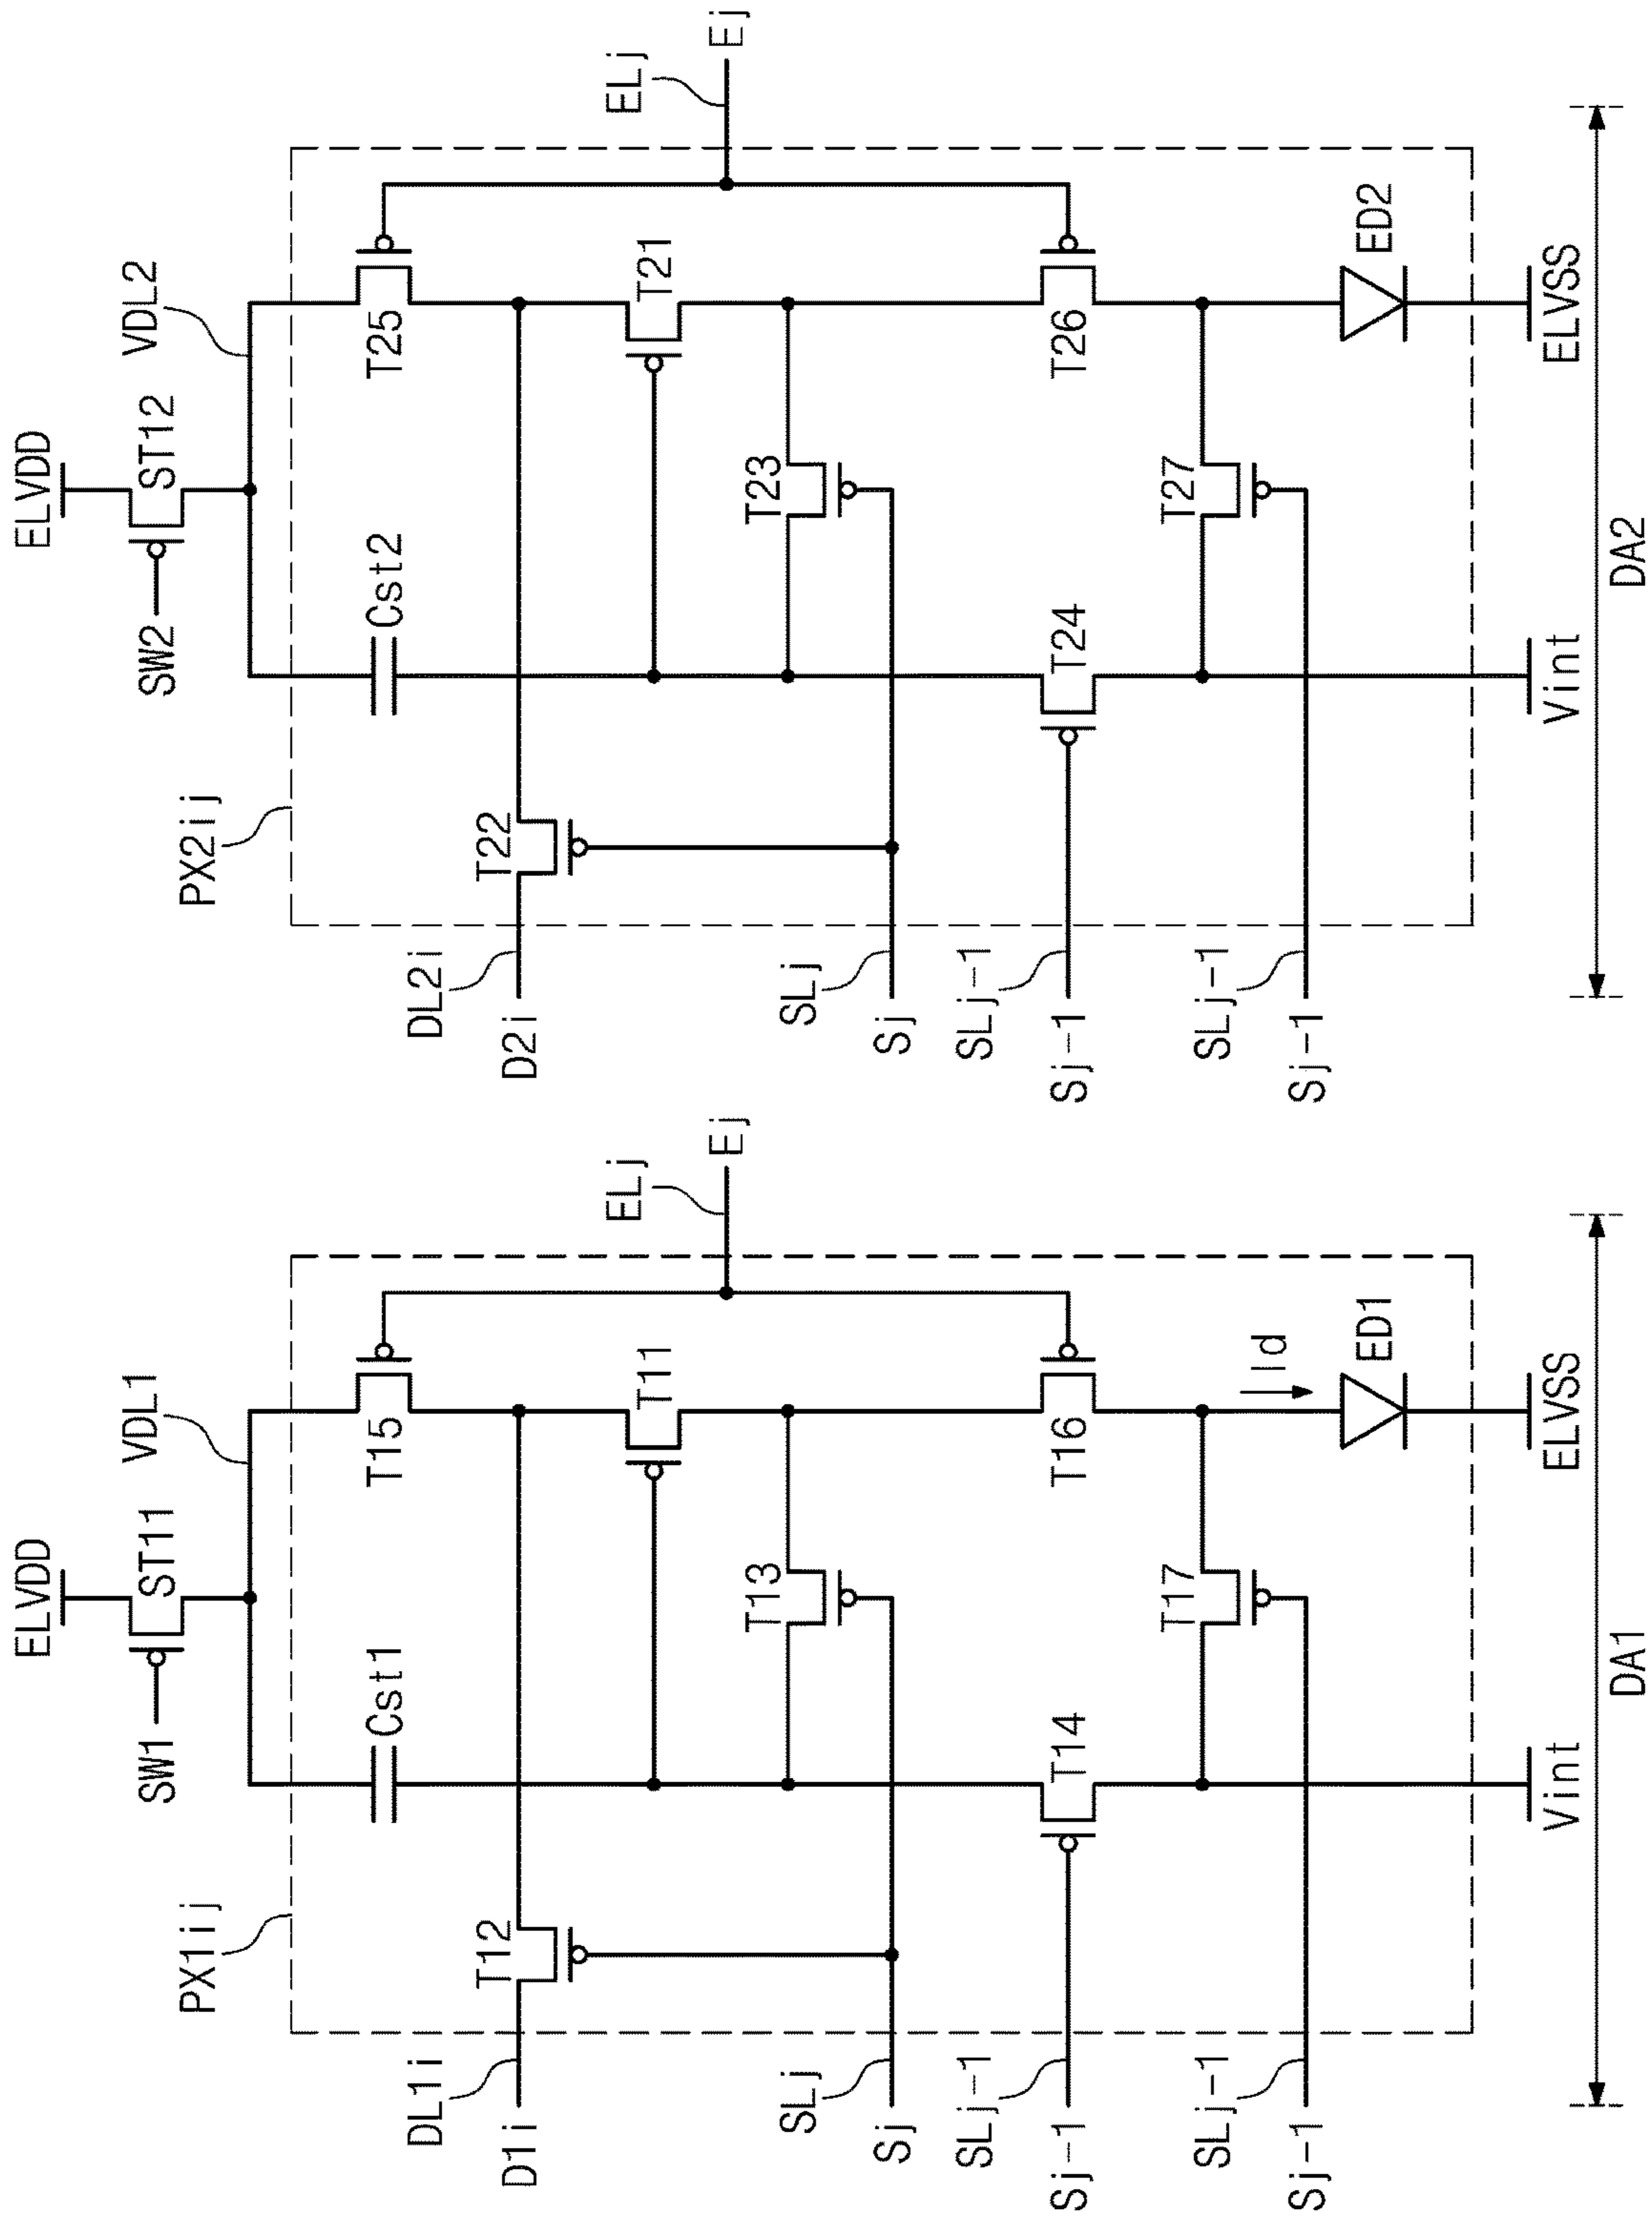 ELVDD
SW1
ST11
VDL1
PX1ij
Cst1
T15
ELj
DL1i
D1i
T12
T11
Ej
SLj
Sj
T13
SLj-1
Sj-1
T14
T16
SLj-1
Sj-1
T17
Id
ED1
Vint
ELVSS
DA1
ELVDD
SW2
ST12
VDL2
PX2ij
Cst2
T25
ELj
DL2i
D2i
T22
T21
Ej
SLj
Sj
T23
SLj-1
Sj-1
T24
T26
SLj-1
Sj-1
T27
ED2
Vint
ELVSS
DA2